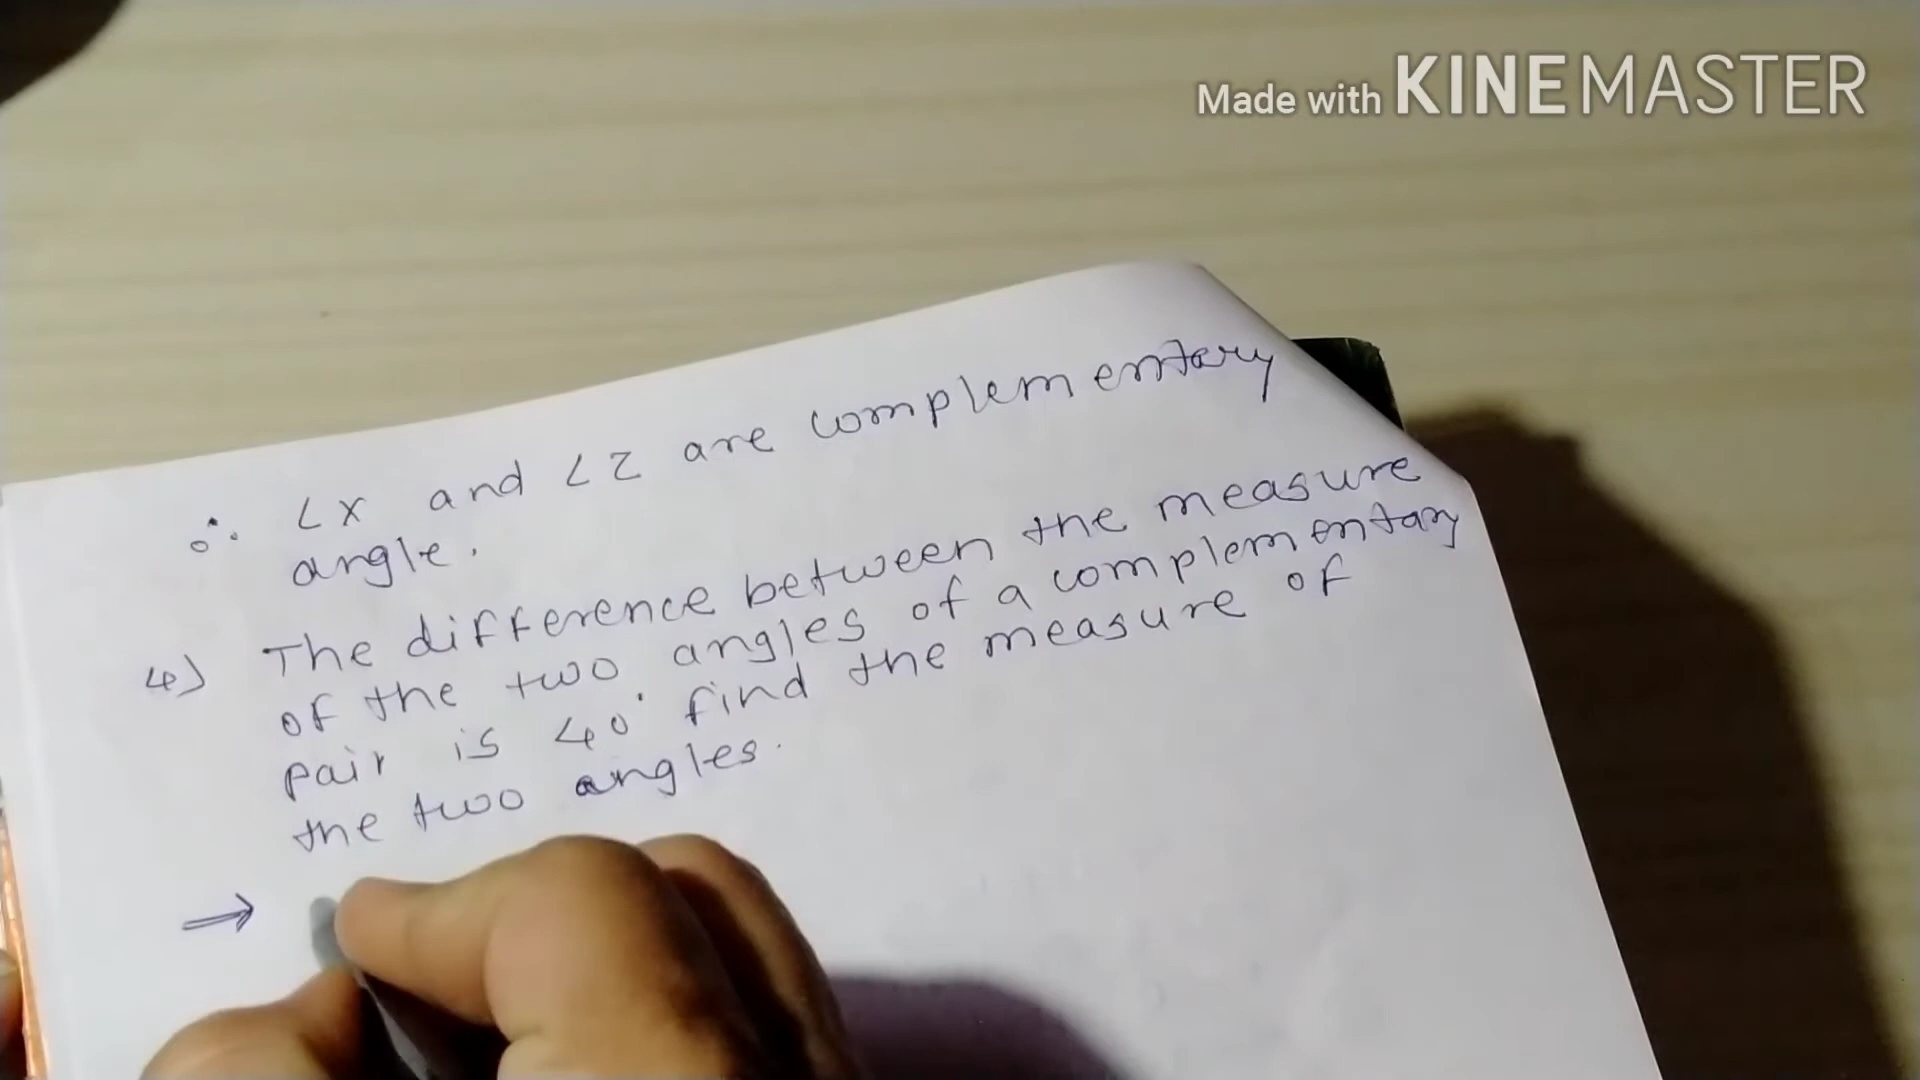 Made with KINEMASTER
∴ ∠X and ∠Z are complementary
angle.
4) The difference between the measure
of the two angles of a complementary
pair is 40° find the measure of
the two angles.
⇒